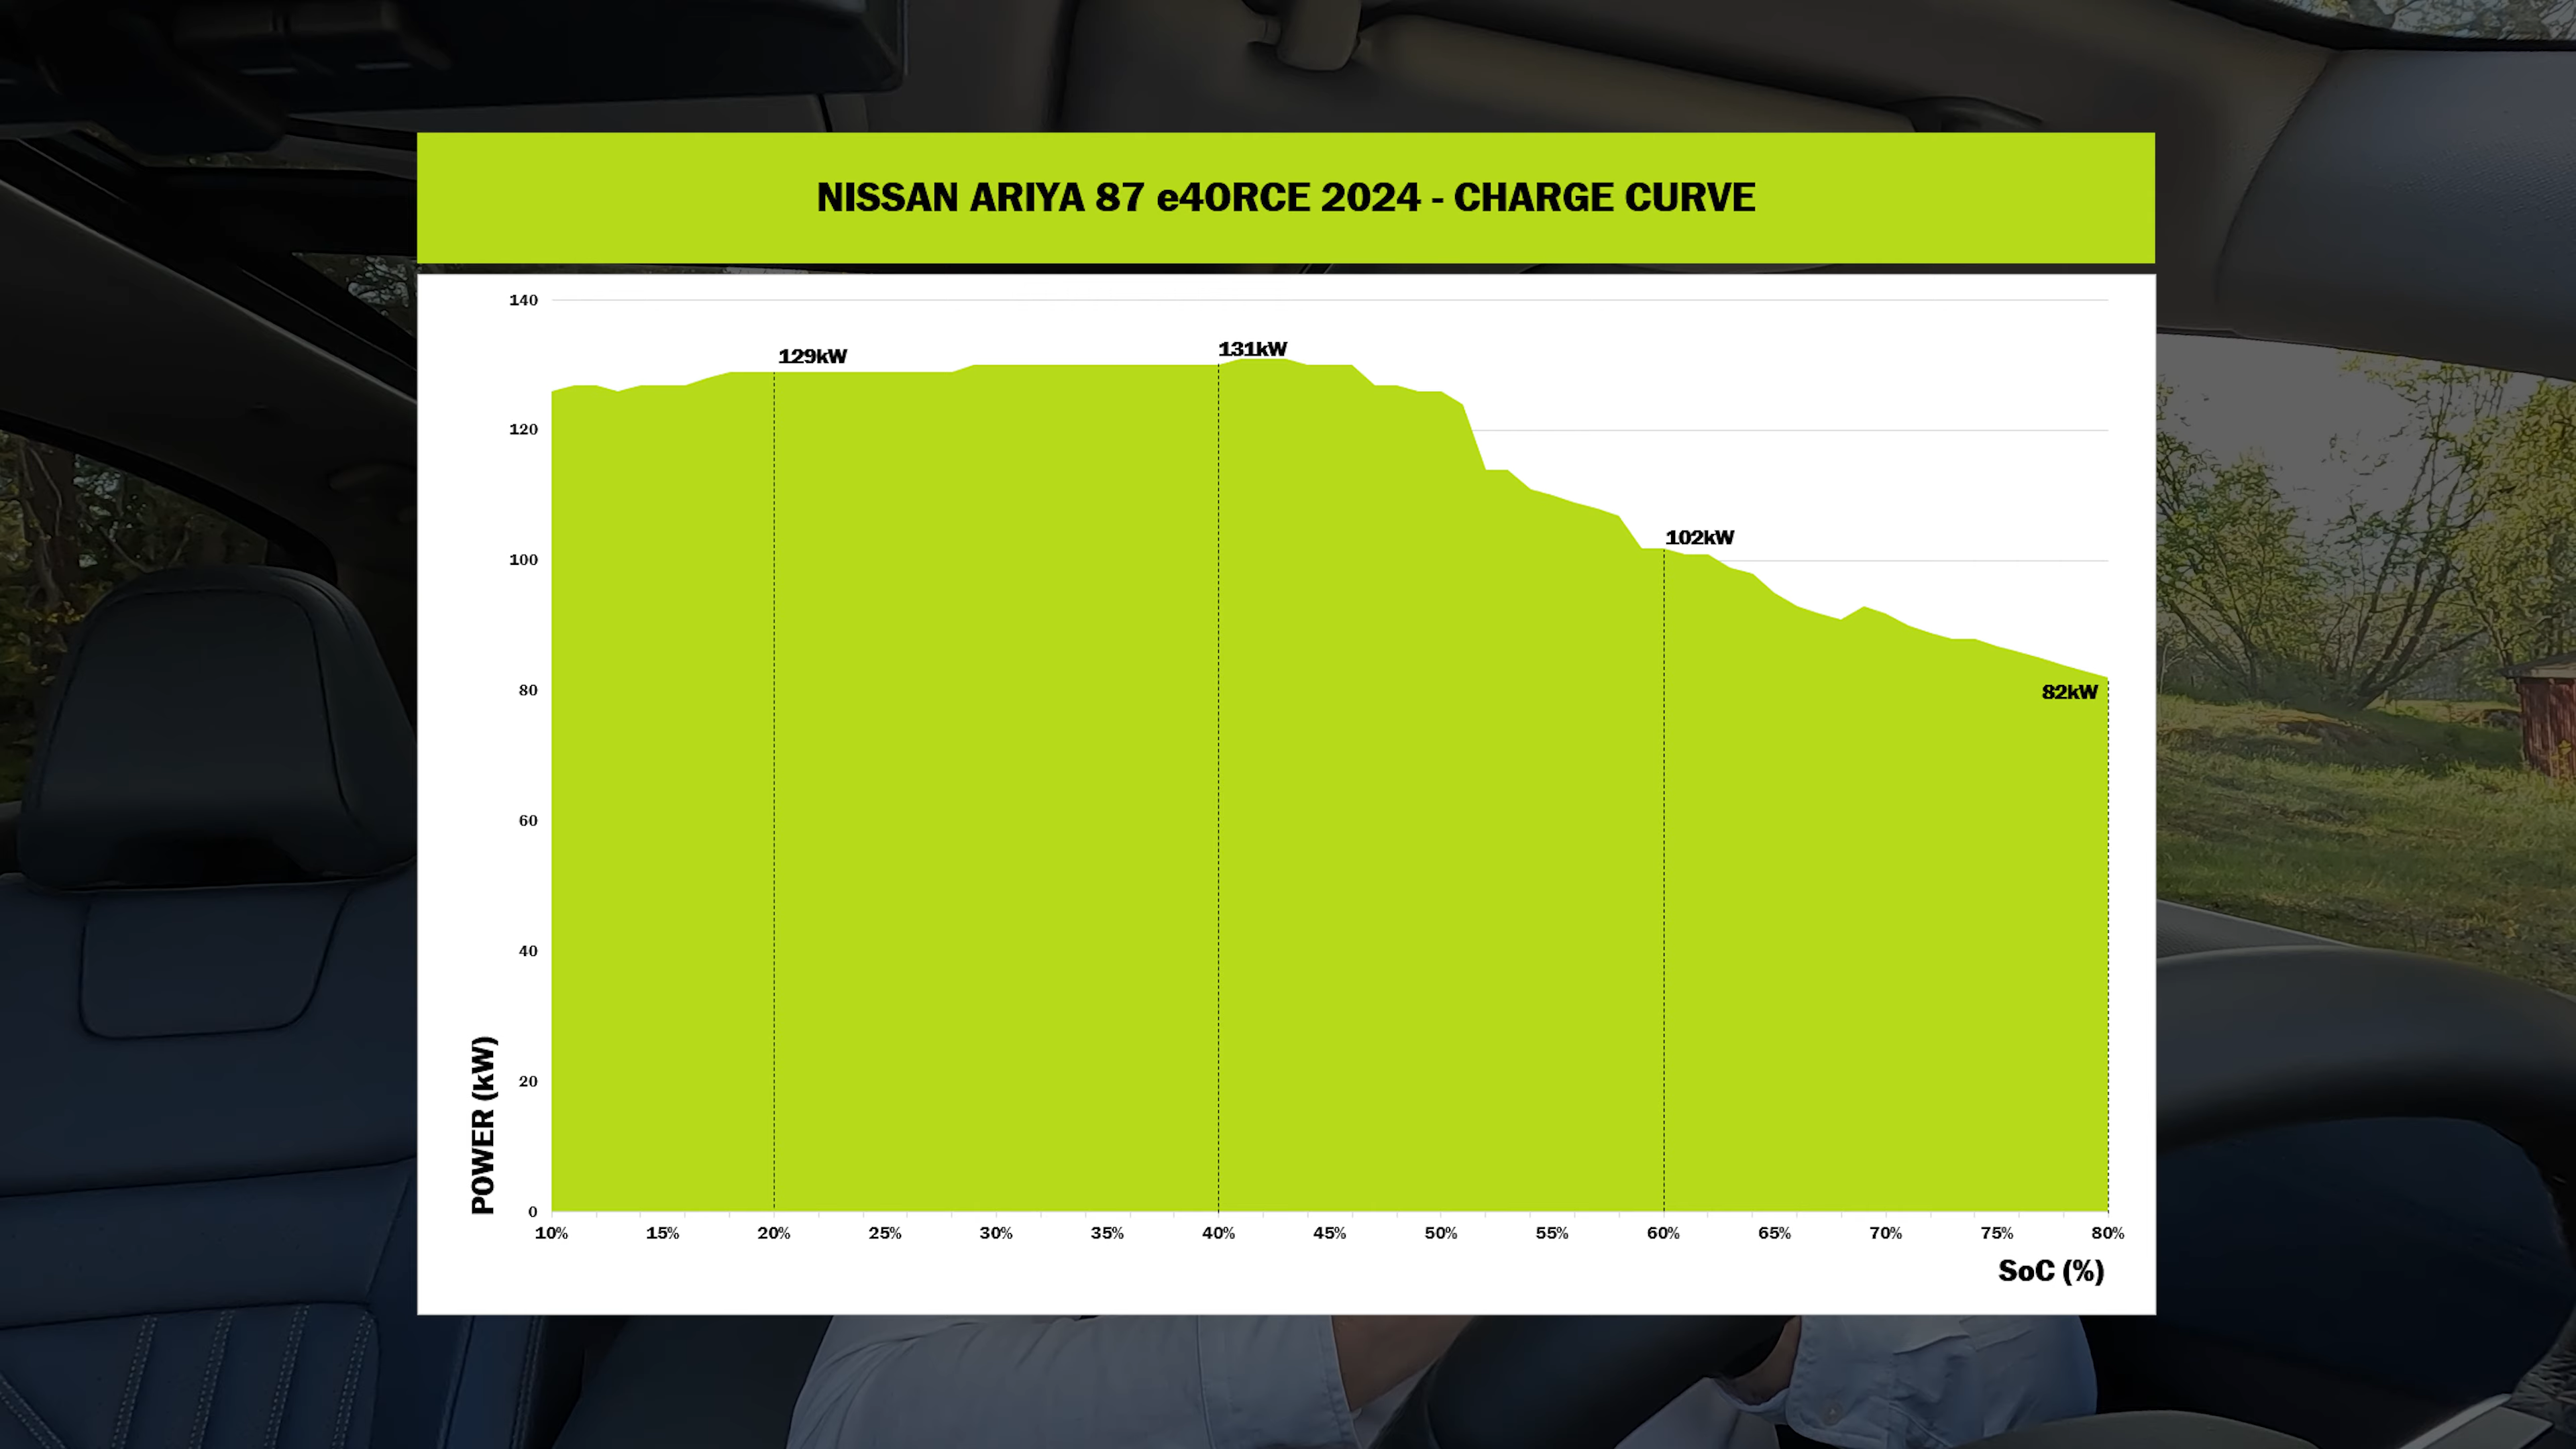 NISSAN ARIYA 87 e4ORCE 2024 - CHARGE CURVE
140
129kW
131kW
120
102kW
100
80
82kW
60
40
20
0
POWER (kW)
10% 15% 20% 25% 30% 35% 40% 45% 50% 55% 60% 65% 70% 75% 80%
SoC (%)